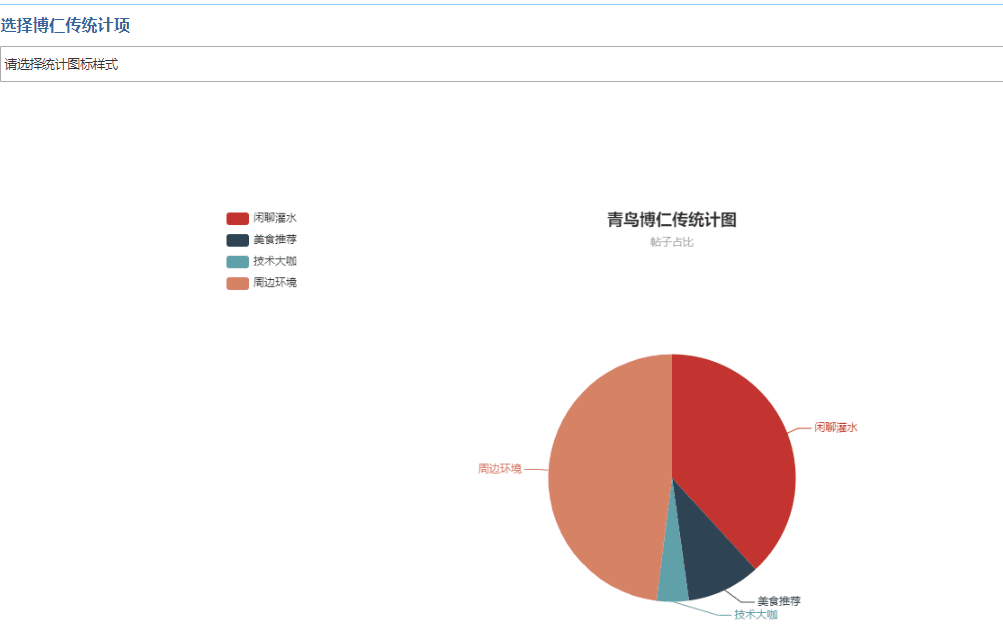 选择博仁传统计项
请选择统计图标样式
闲聊灌水
美食推荐
技术大咖
周边环境
青鸟博仁传统计图
帖子占比
闲聊灌水
周边环境
美食推荐
技术大咖